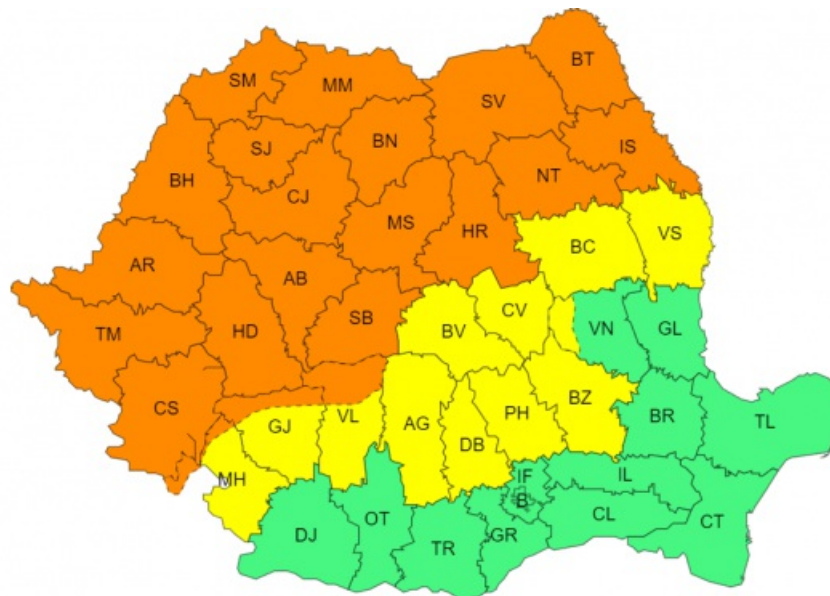 BT
SM
MM
SV
BN
SJ
IS
BH
NT
CJ
MS
HR
VS
BC
AR
AB
CV
SB
VN
GL
BV
TM
HD
CS
BZ
VL
AG
PH
BR
TL
GJ
DB
MH
IF
IL
B
OT
CL
CT
DJ
TR
GR